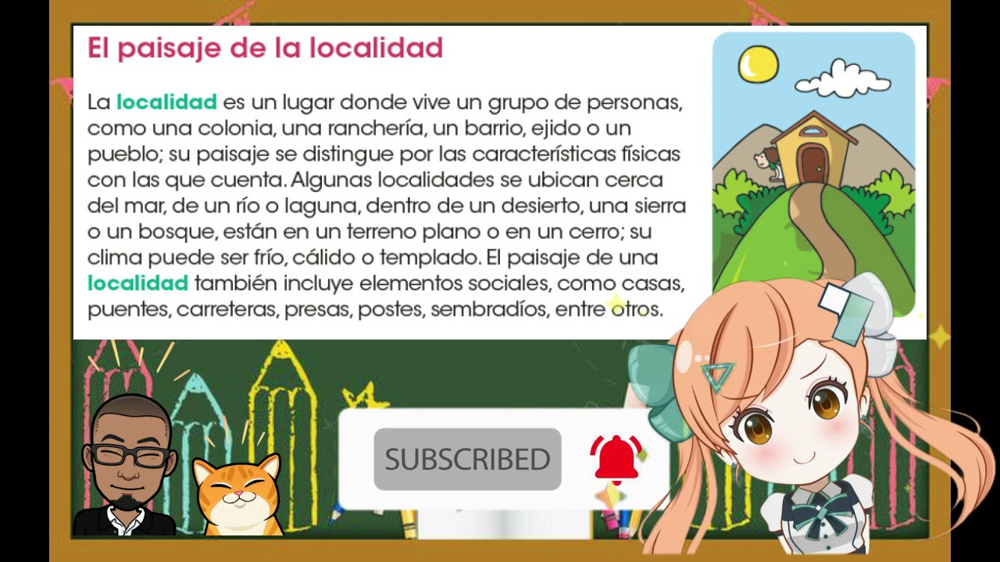 El paisaje de la localidad
La localidad es un lugar donde vive un grupo de personas,
como una colonia, una ranchería, un barrio, ejido o un
pueblo; su paisaje se distingue por las características físicas
con las que cuenta. Algunas localidades se ubican cerca
del mar, de un río o laguna, dentro de un desierto, una sierra
o un bosque, están en un terreno plano o en un cerro; su
clima puede ser frío, cálido o templado. El paisaje de una
localidad también incluye elementos sociales, como casas,
puentes, carreteras, presas, postes, sembradíos, entre otros.
SUBSCRIBED